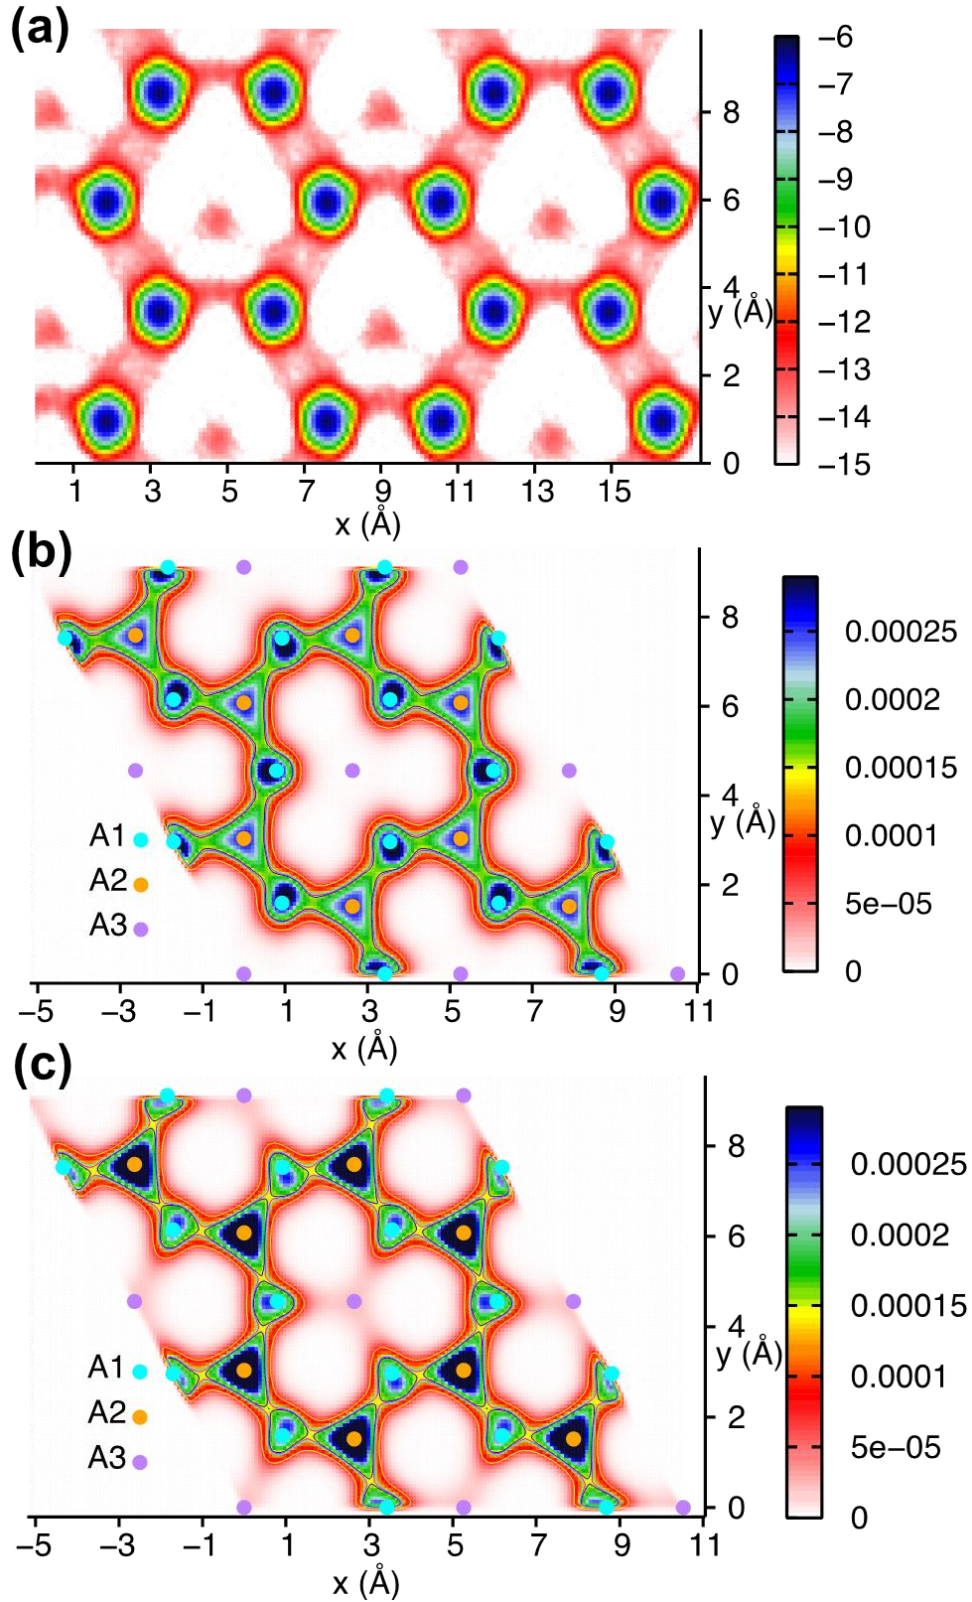 (a)
−6
−7
−8
−9
−10
−11
−12
−13
−14
−15
8
6
4
y (Å)
2
0
1 3 5 7 9 11 13 15
x (Å)
(b)
8
6
4
y (Å)
2
0
A1
A2
A3
0.00025
0.0002
0.00015
0.0001
5e−05
0
−5 −3 −1 1 3 5 7 9 11
x (Å)
(c)
8
6
4
y (Å)
2
0
A1
A2
A3
0.00025
0.0002
0.00015
0.0001
5e−05
0
−5 −3 −1 1 3 5 7 9 11
x (Å)